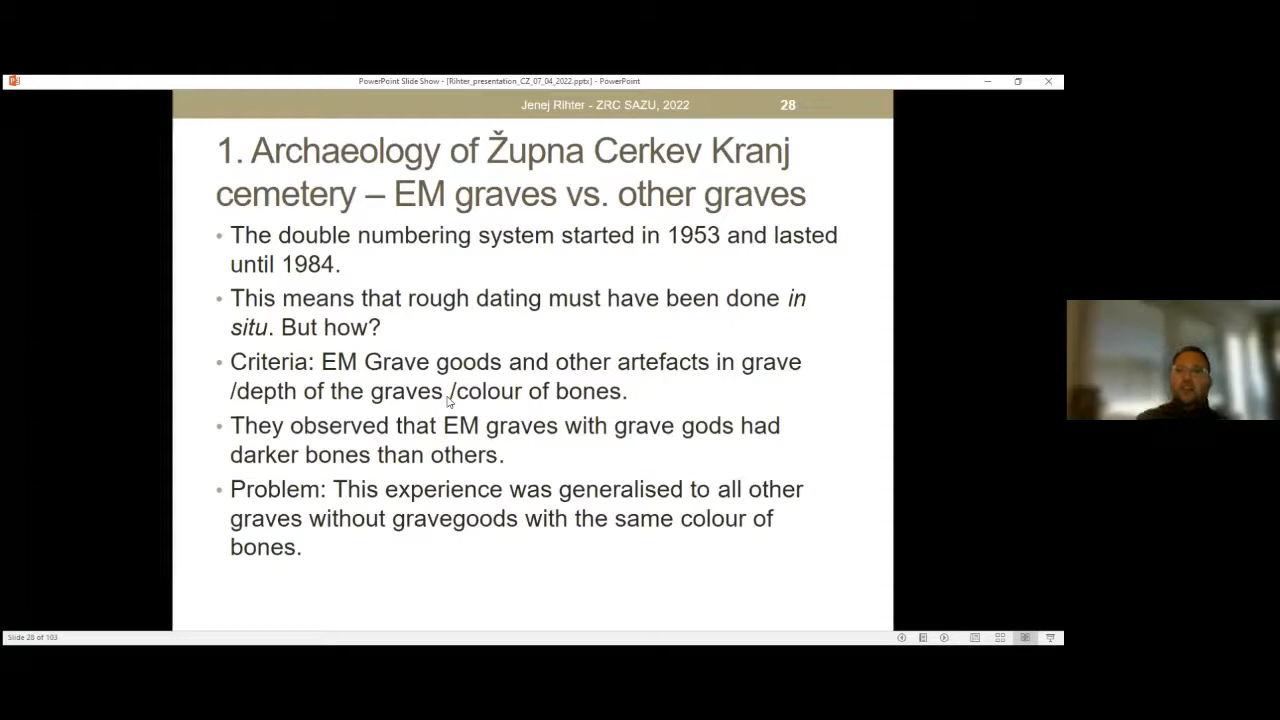 PowerPoint Slide Show - [Rihter_presentation_CZ_07_04_2022.pptx] - PowerPoint
Jenej Rihter - ZRC SAZU, 2022
28
1. Archaeology of Župna Cerkev Kranj
cemetery – EM graves vs. other graves
• The double numbering system started in 1953 and lasted
until 1984.
• This means that rough dating must have been done in
situ. But how?
• Criteria: EM Grave goods and other artefacts in grave
/depth of the graves /colour of bones.
• They observed that EM graves with grave gods had
darker bones than others.
• Problem: This experience was generalised to all other
graves without gravegoods with the same colour of
bones.
Slide 28 of 103